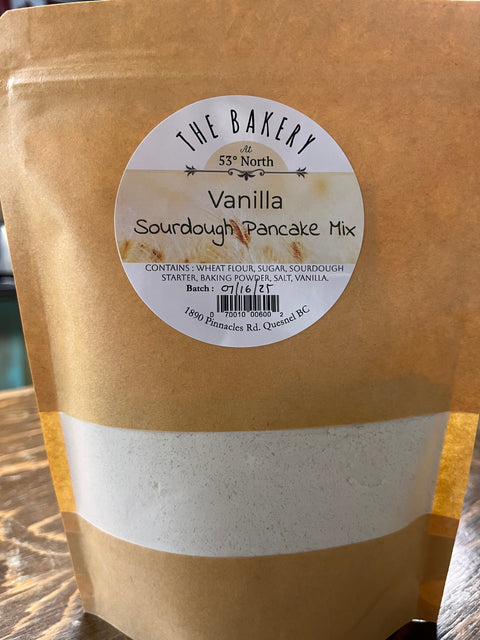 THE BAKERY
At
53° North
Vanilla
Sourdough Pancake Mix
CONTAINS : WHEAT FLOUR, SUGAR, SOURDOUGH
STARTER, BAKING POWDER, SALT, VANILLA.
Batch : 07/16/25
0 70010 00600 2
1890 Pinnacles Rd. Quesnel BC